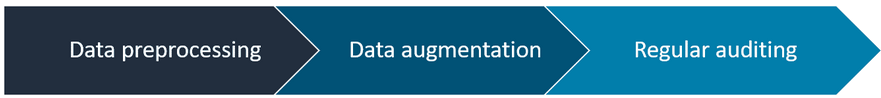 Data preprocessing
Data augmentation
Regular auditing